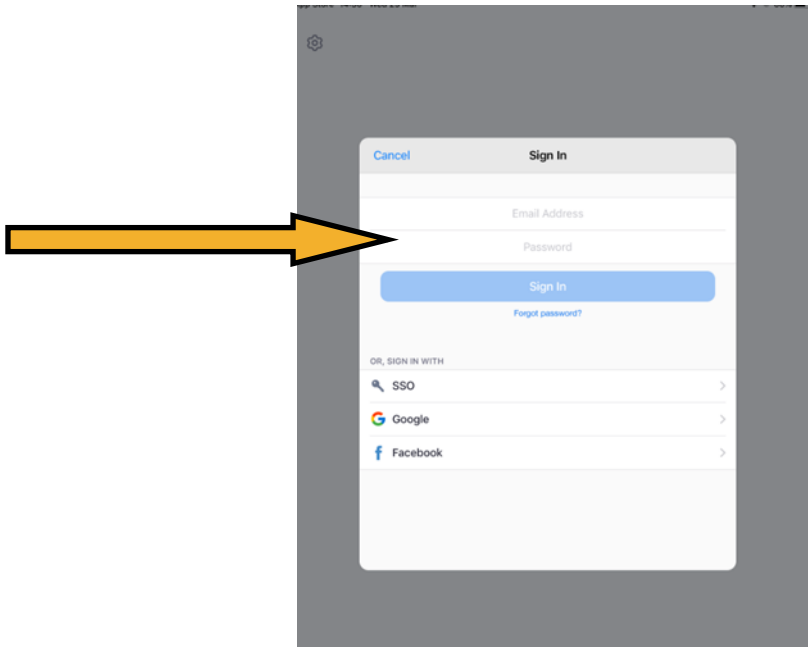 Cancel
Sign In
Email Address
Password
Sign In
Forgot password?
OR, SIGN IN WITH
SSO
Google
Facebook